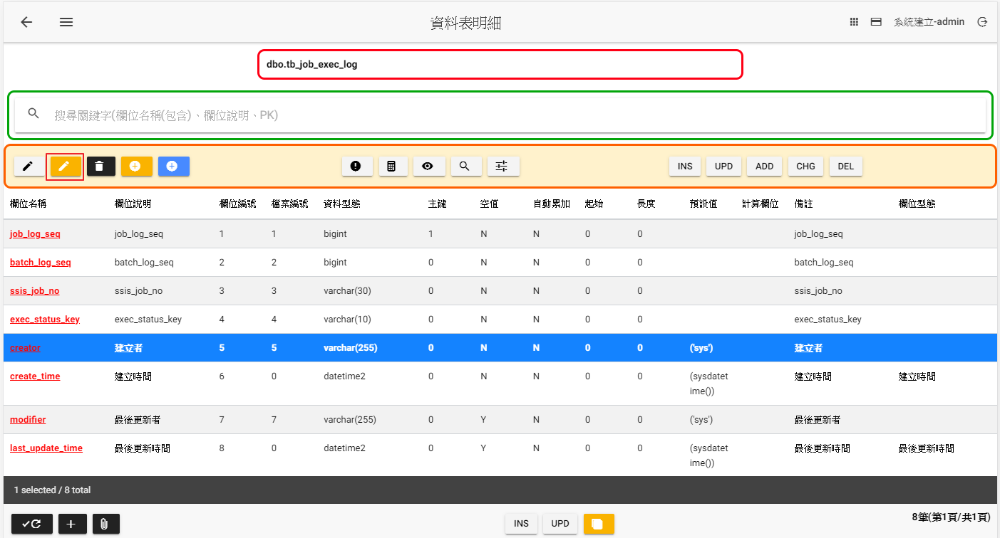 資料表明細
系統建立-admin
dbo.tb_job_exec_log
搜尋關鍵字(欄位名稱(包含)、欄位說明、PK)
INS UPD ADD CHG DEL
欄位名稱 欄位說明 欄位編號 檔案編號 資料型態 主鍵 空值 自動累加 起始 長度 預設值 計算欄位 備註 欄位型態
job_log_seq job_log_seq 1 1 bigint 1 N N 0 0 job_log_seq
batch_log_seq batch_log_seq 2 2 bigint 0 N N 0 0 batch_log_seq
ssis_job_no ssis_job_no 3 3 varchar(30) 0 N N 0 0 ssis_job_no
exec_status_key exec_status_key 4 4 varchar(10) 0 N N 0 0 exec_status_key
creator 建立者 5 5 varchar(255) 0 N N 0 0 ('sys') 建立者
create_time 建立時間 6 0 datetime2 0 N N 0 0 (sysdatet 建立時間 建立時間
ime())
modifier 最後更新者 7 7 varchar(255) 0 Y N 0 0 ('sys') 最後更新者
last_update_time 最後更新時間 8 0 datetime2 0 Y N 0 0 (sysdatet 最後更新時間 最後更新時間
ime())
1 selected / 8 total
INS UPD
8筆(第1頁/共1頁)